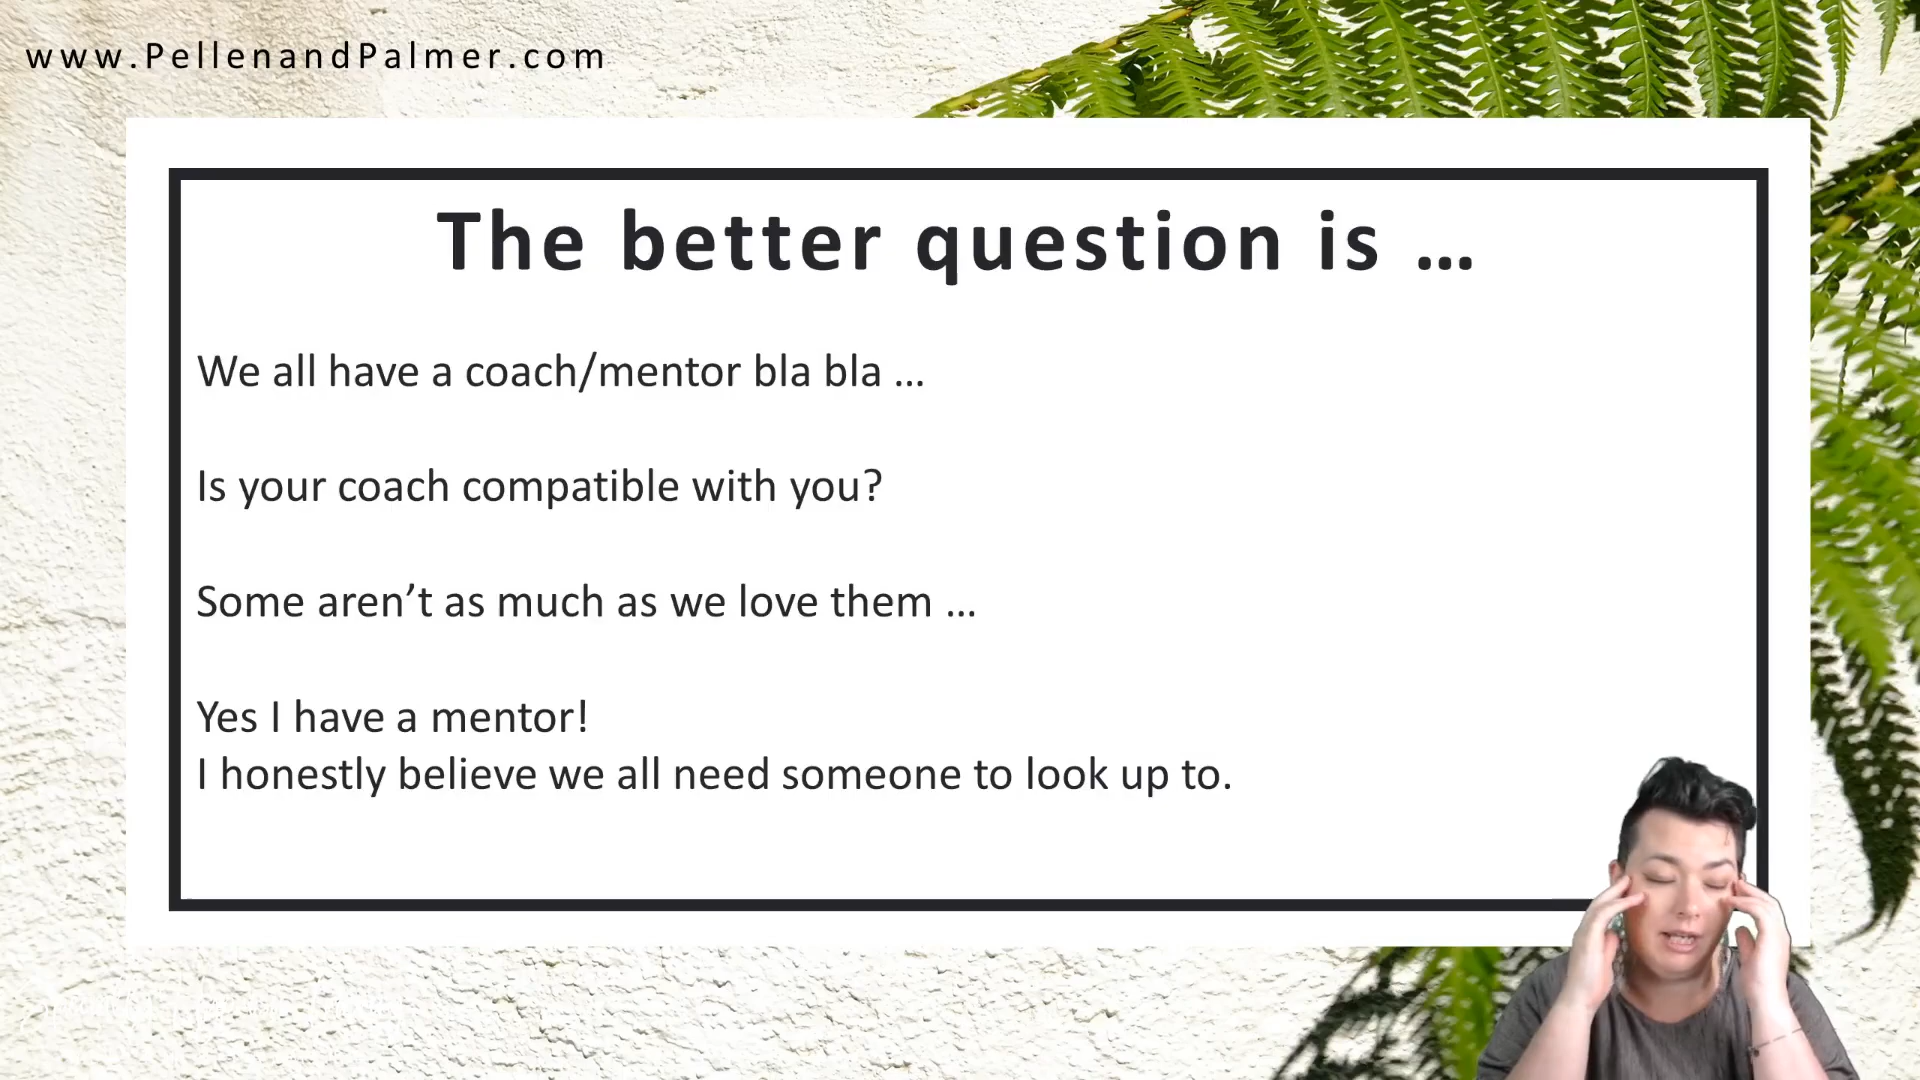 www.PellenandPalmer.com
The better question is …
We all have a coach/mentor bla bla …
Is your coach compatible with you?
Some aren’t as much as we love them …
Yes I have a mentor!
I honestly believe we all need someone to look up to.